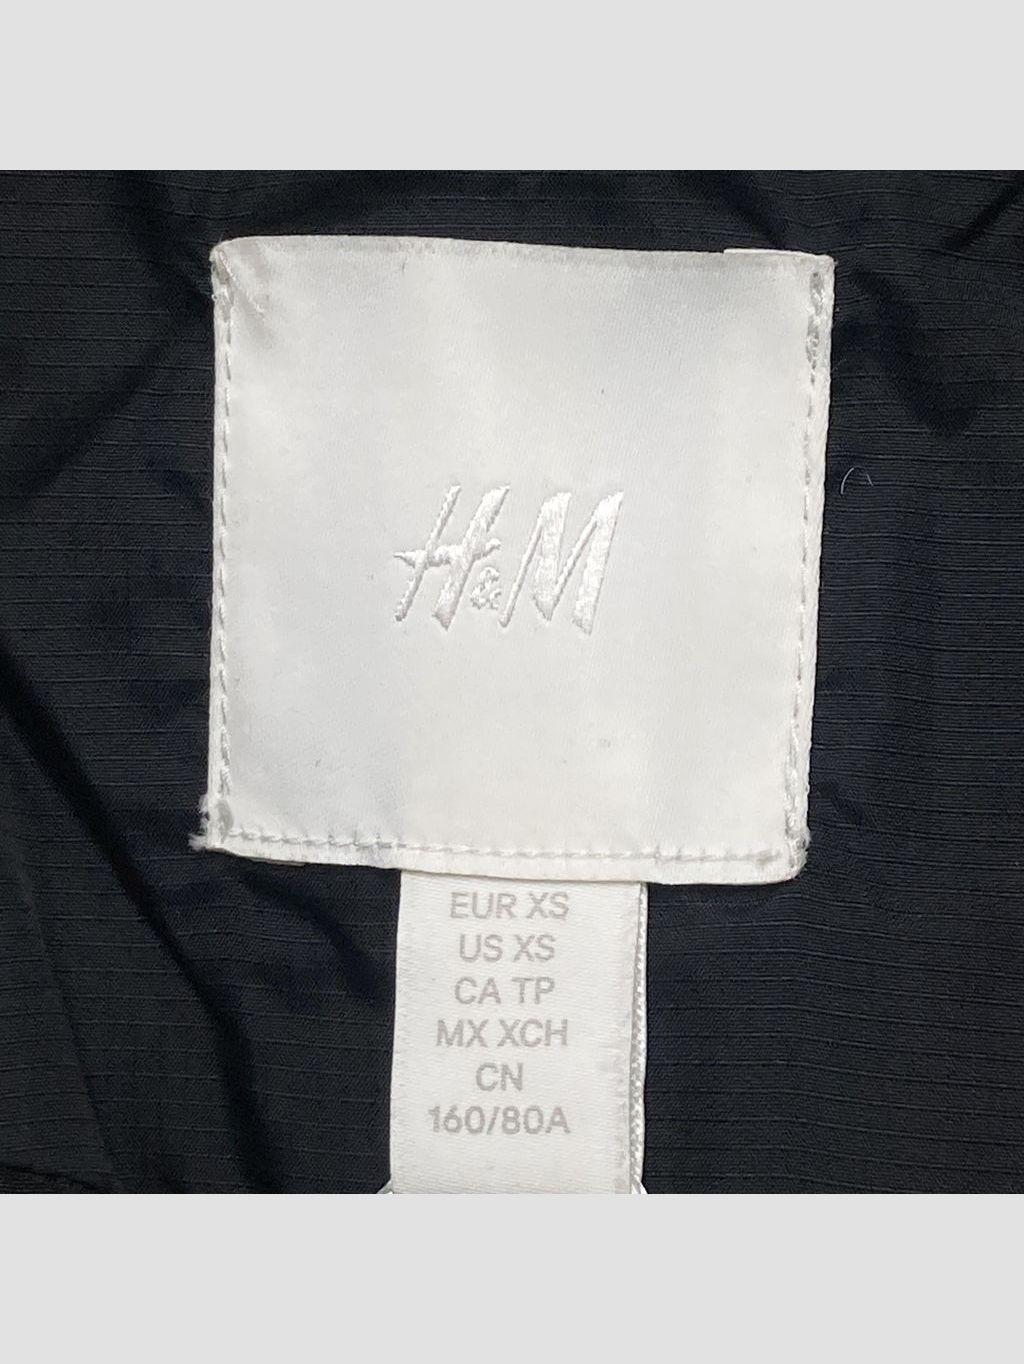 H&M
EUR XS
US XS
CA TP
MX XCH
CN
160/80A